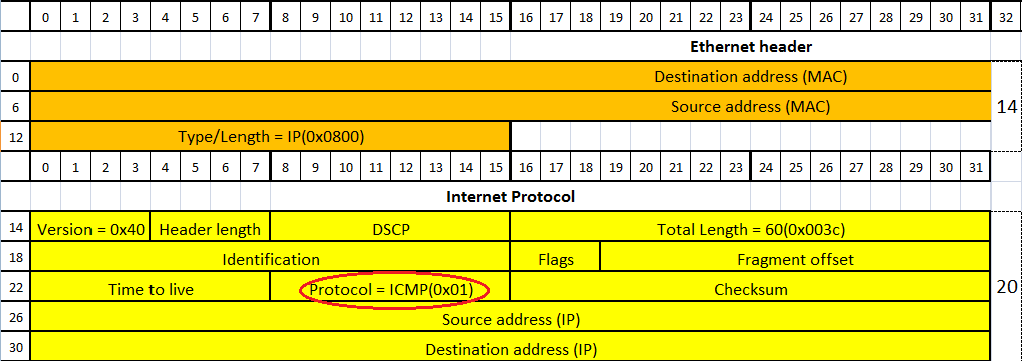 0 1 2 3 4 5 6 7 8 9 10 11 12 13 14 15 16 17 18 19 20 21 22 23 24 25 26 27 28 29 30 31 32
Ethernet header
0 Destination address (MAC)
6 Source address (MAC)
14
12 Type/Length = IP(0x0800)
0 1 2 3 4 5 6 7 8 9 10 11 12 13 14 15 16 17 18 19 20 21 22 23 24 25 26 27 28 29 30 31
Internet Protocol
14 Version = 0x40 Header length DSCP Total Length = 60(0x003c)
18 Identification Flags Fragment offset
22 Time to live Protocol = ICMP(0x01) Checksum
20
26 Source address (IP)
30 Destination address (IP)